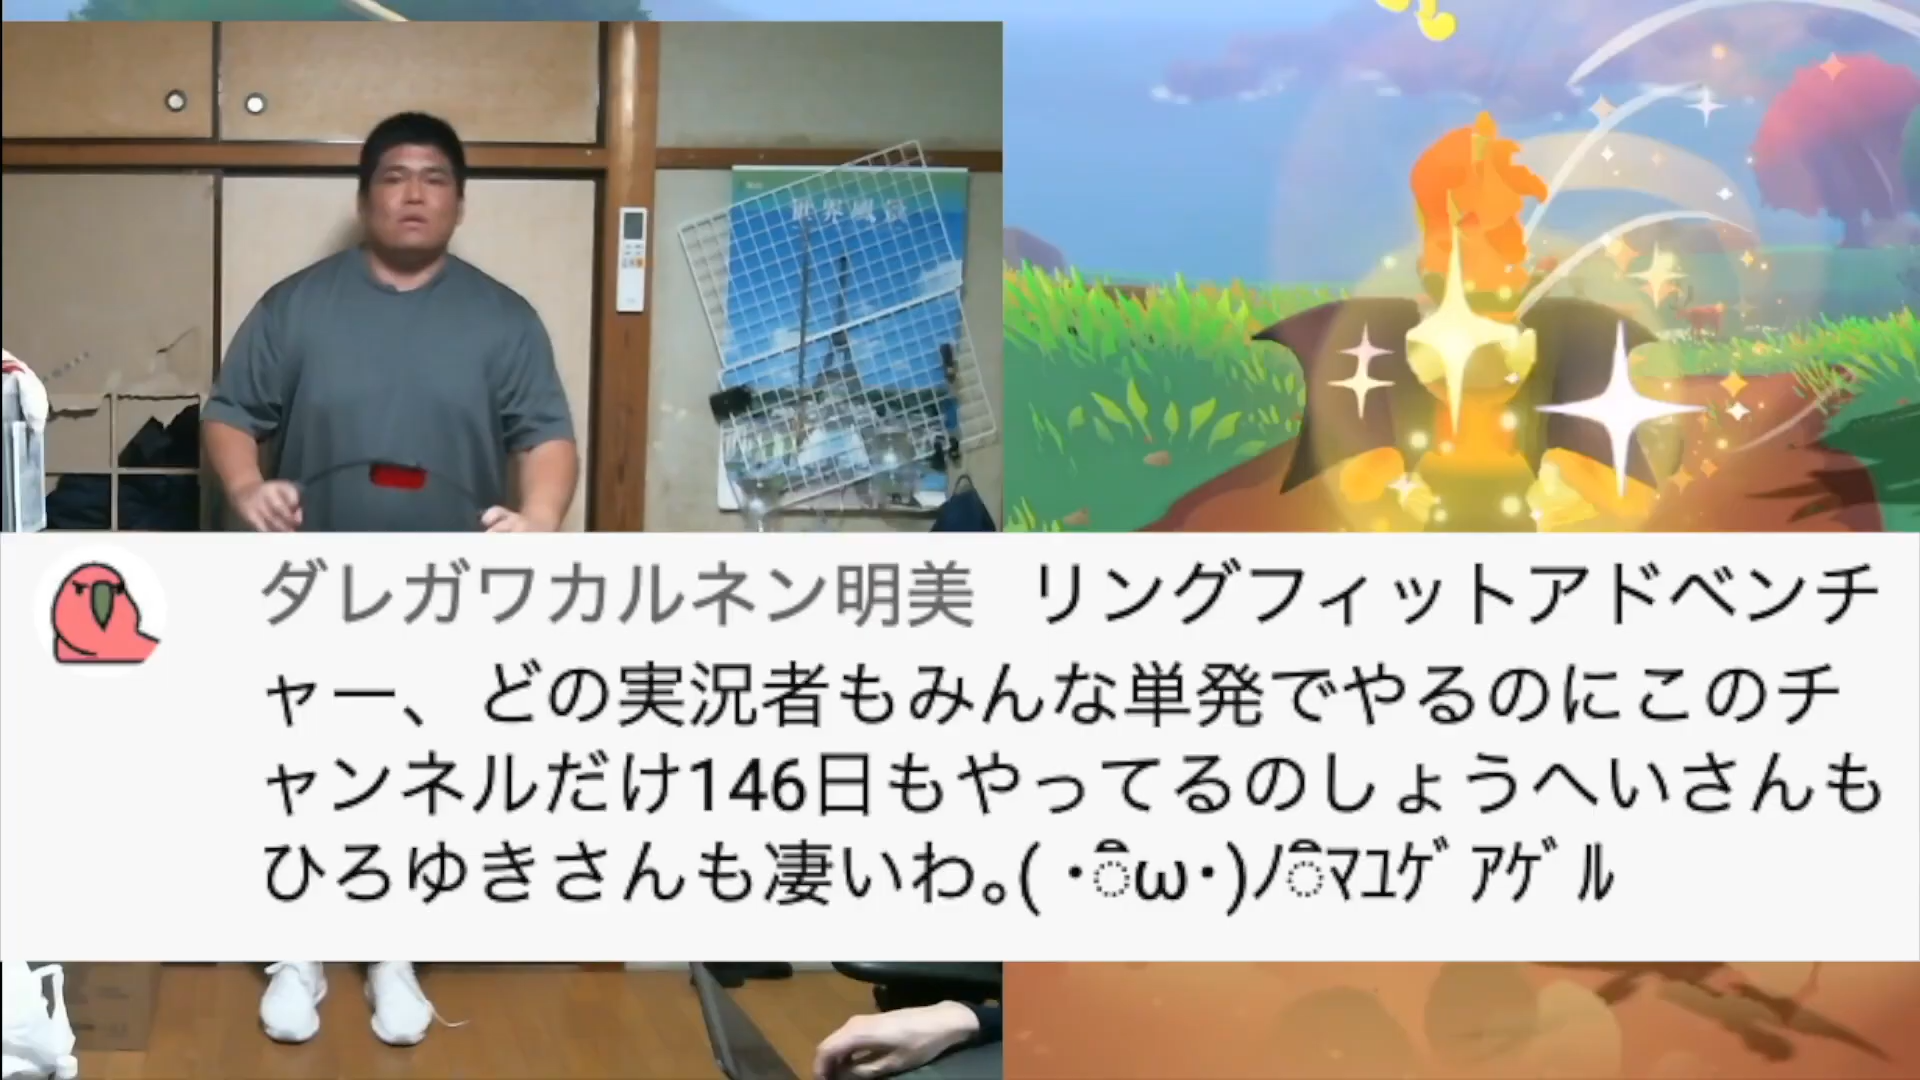 世界風景
ダレガワカルネン明美 リングフィットアドベンチ
ャー、どの実況者もみんな単発でやるのにこのチ
ャンネルだけ146日もやってるのしょうへいさんも
ひろゆきさんも凄いわ。( ･ิω･)ﾉิﾏﾕｹﾞｱｹﾞﾙ